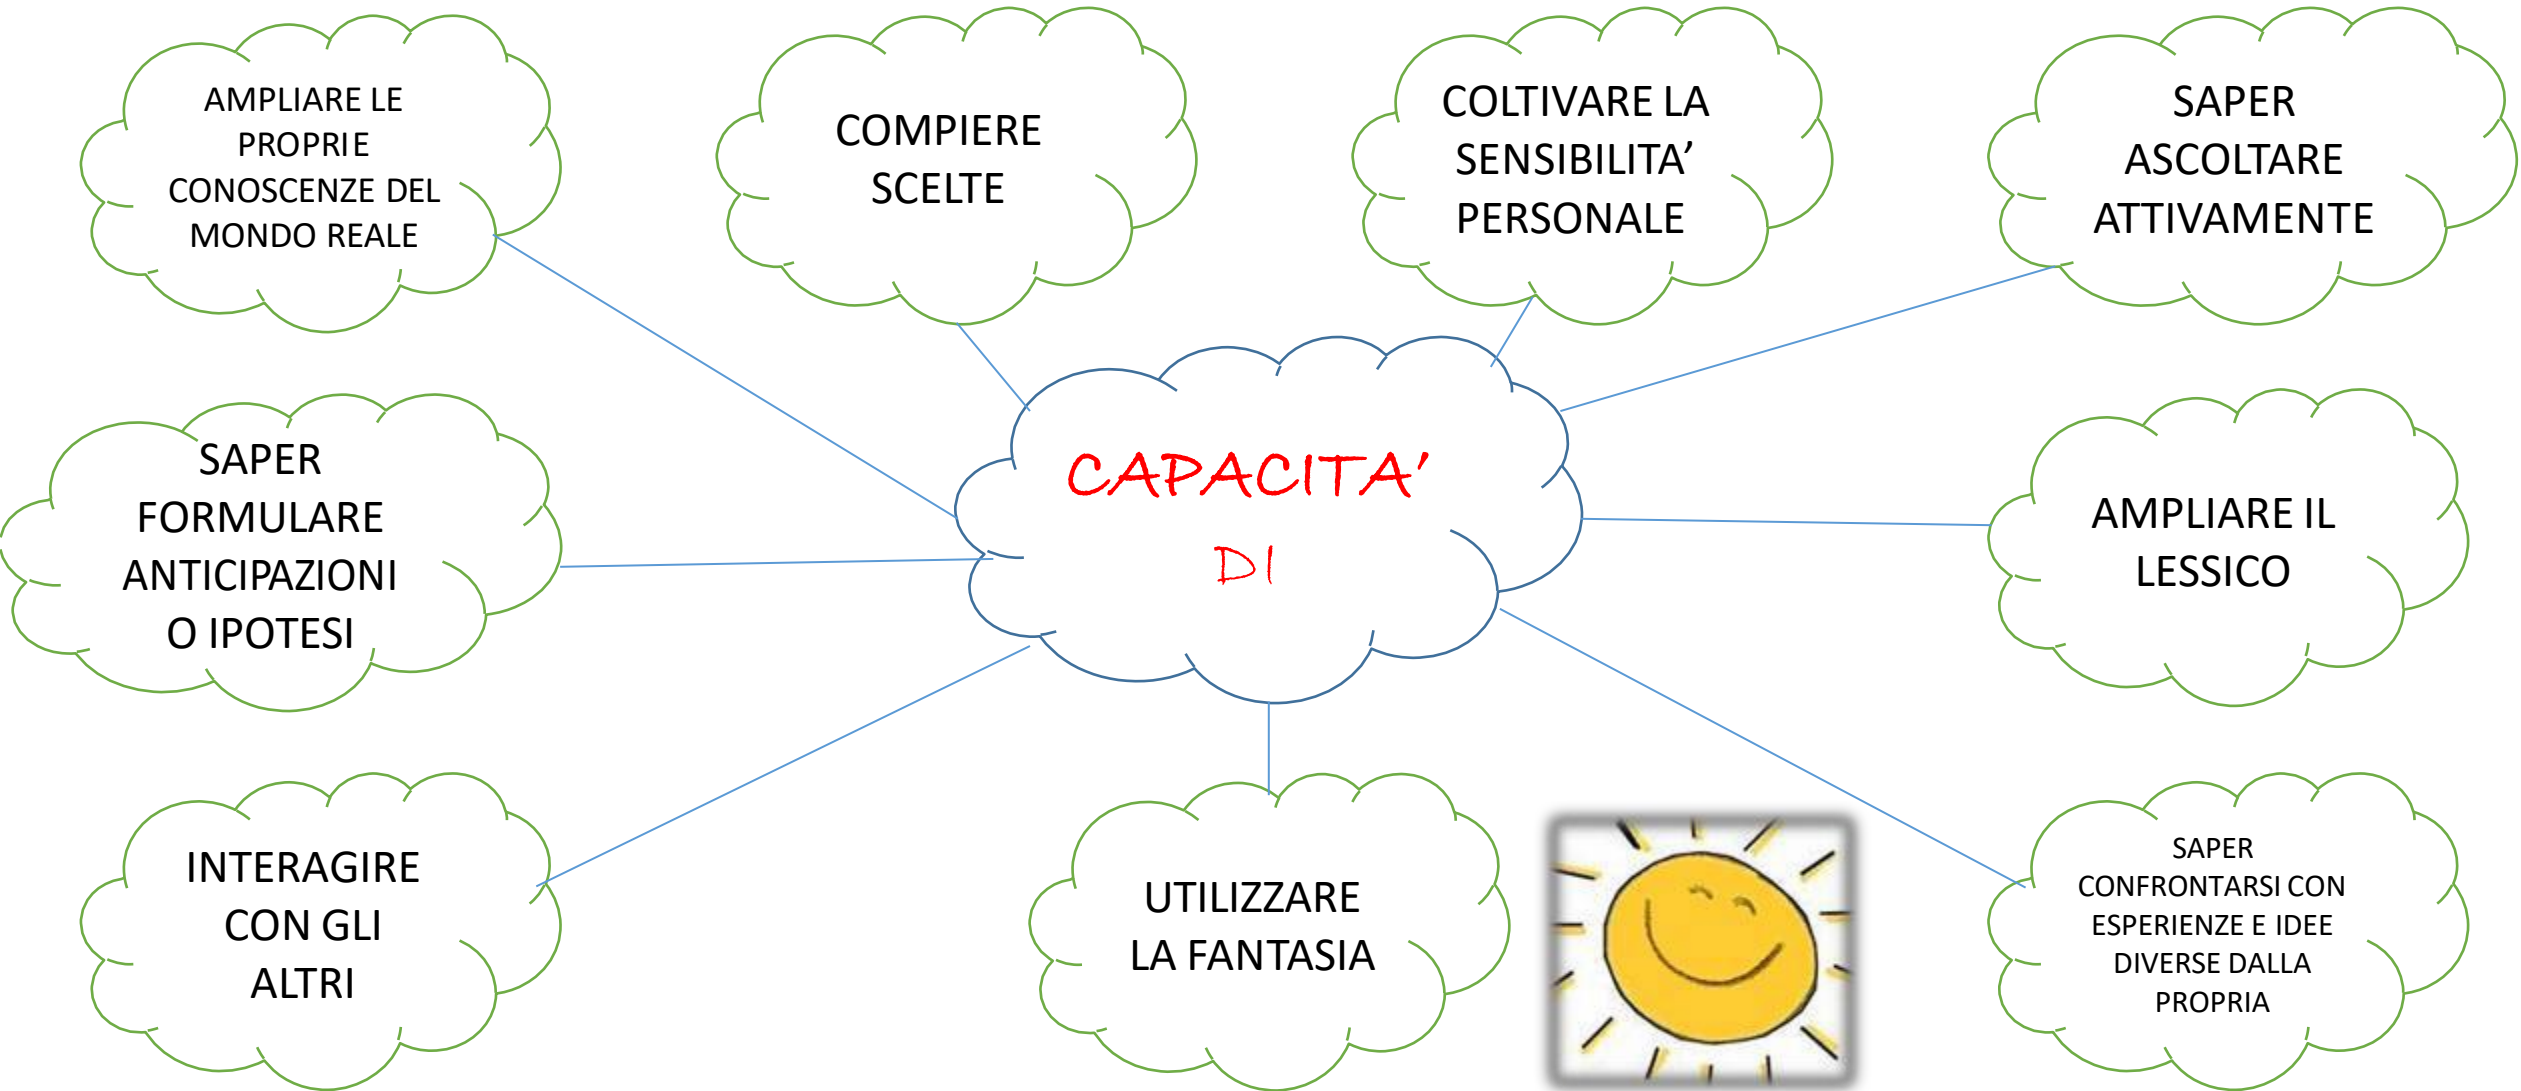 AMPLIARE LE
PROPRIE
CONOSCENZE DEL
MONDO REALE
COMPIERE
SCELTE
COLTIVARE LA
SENSIBILITA’
PERSONALE
SAPER
ASCOLTARE
ATTIVAMENTE
SAPER
FORMULARE
ANTICIPAZIONI
O IPOTESI
CAPACITA’
DI
AMPLIARE IL
LESSICO
INTERAGIRE
CON GLI
ALTRI
UTILIZZARE
LA FANTASIA
SAPER
CONFRONTARSI CON
ESPERIENZE E IDEE
DIVERSE DALLA
PROPRIA